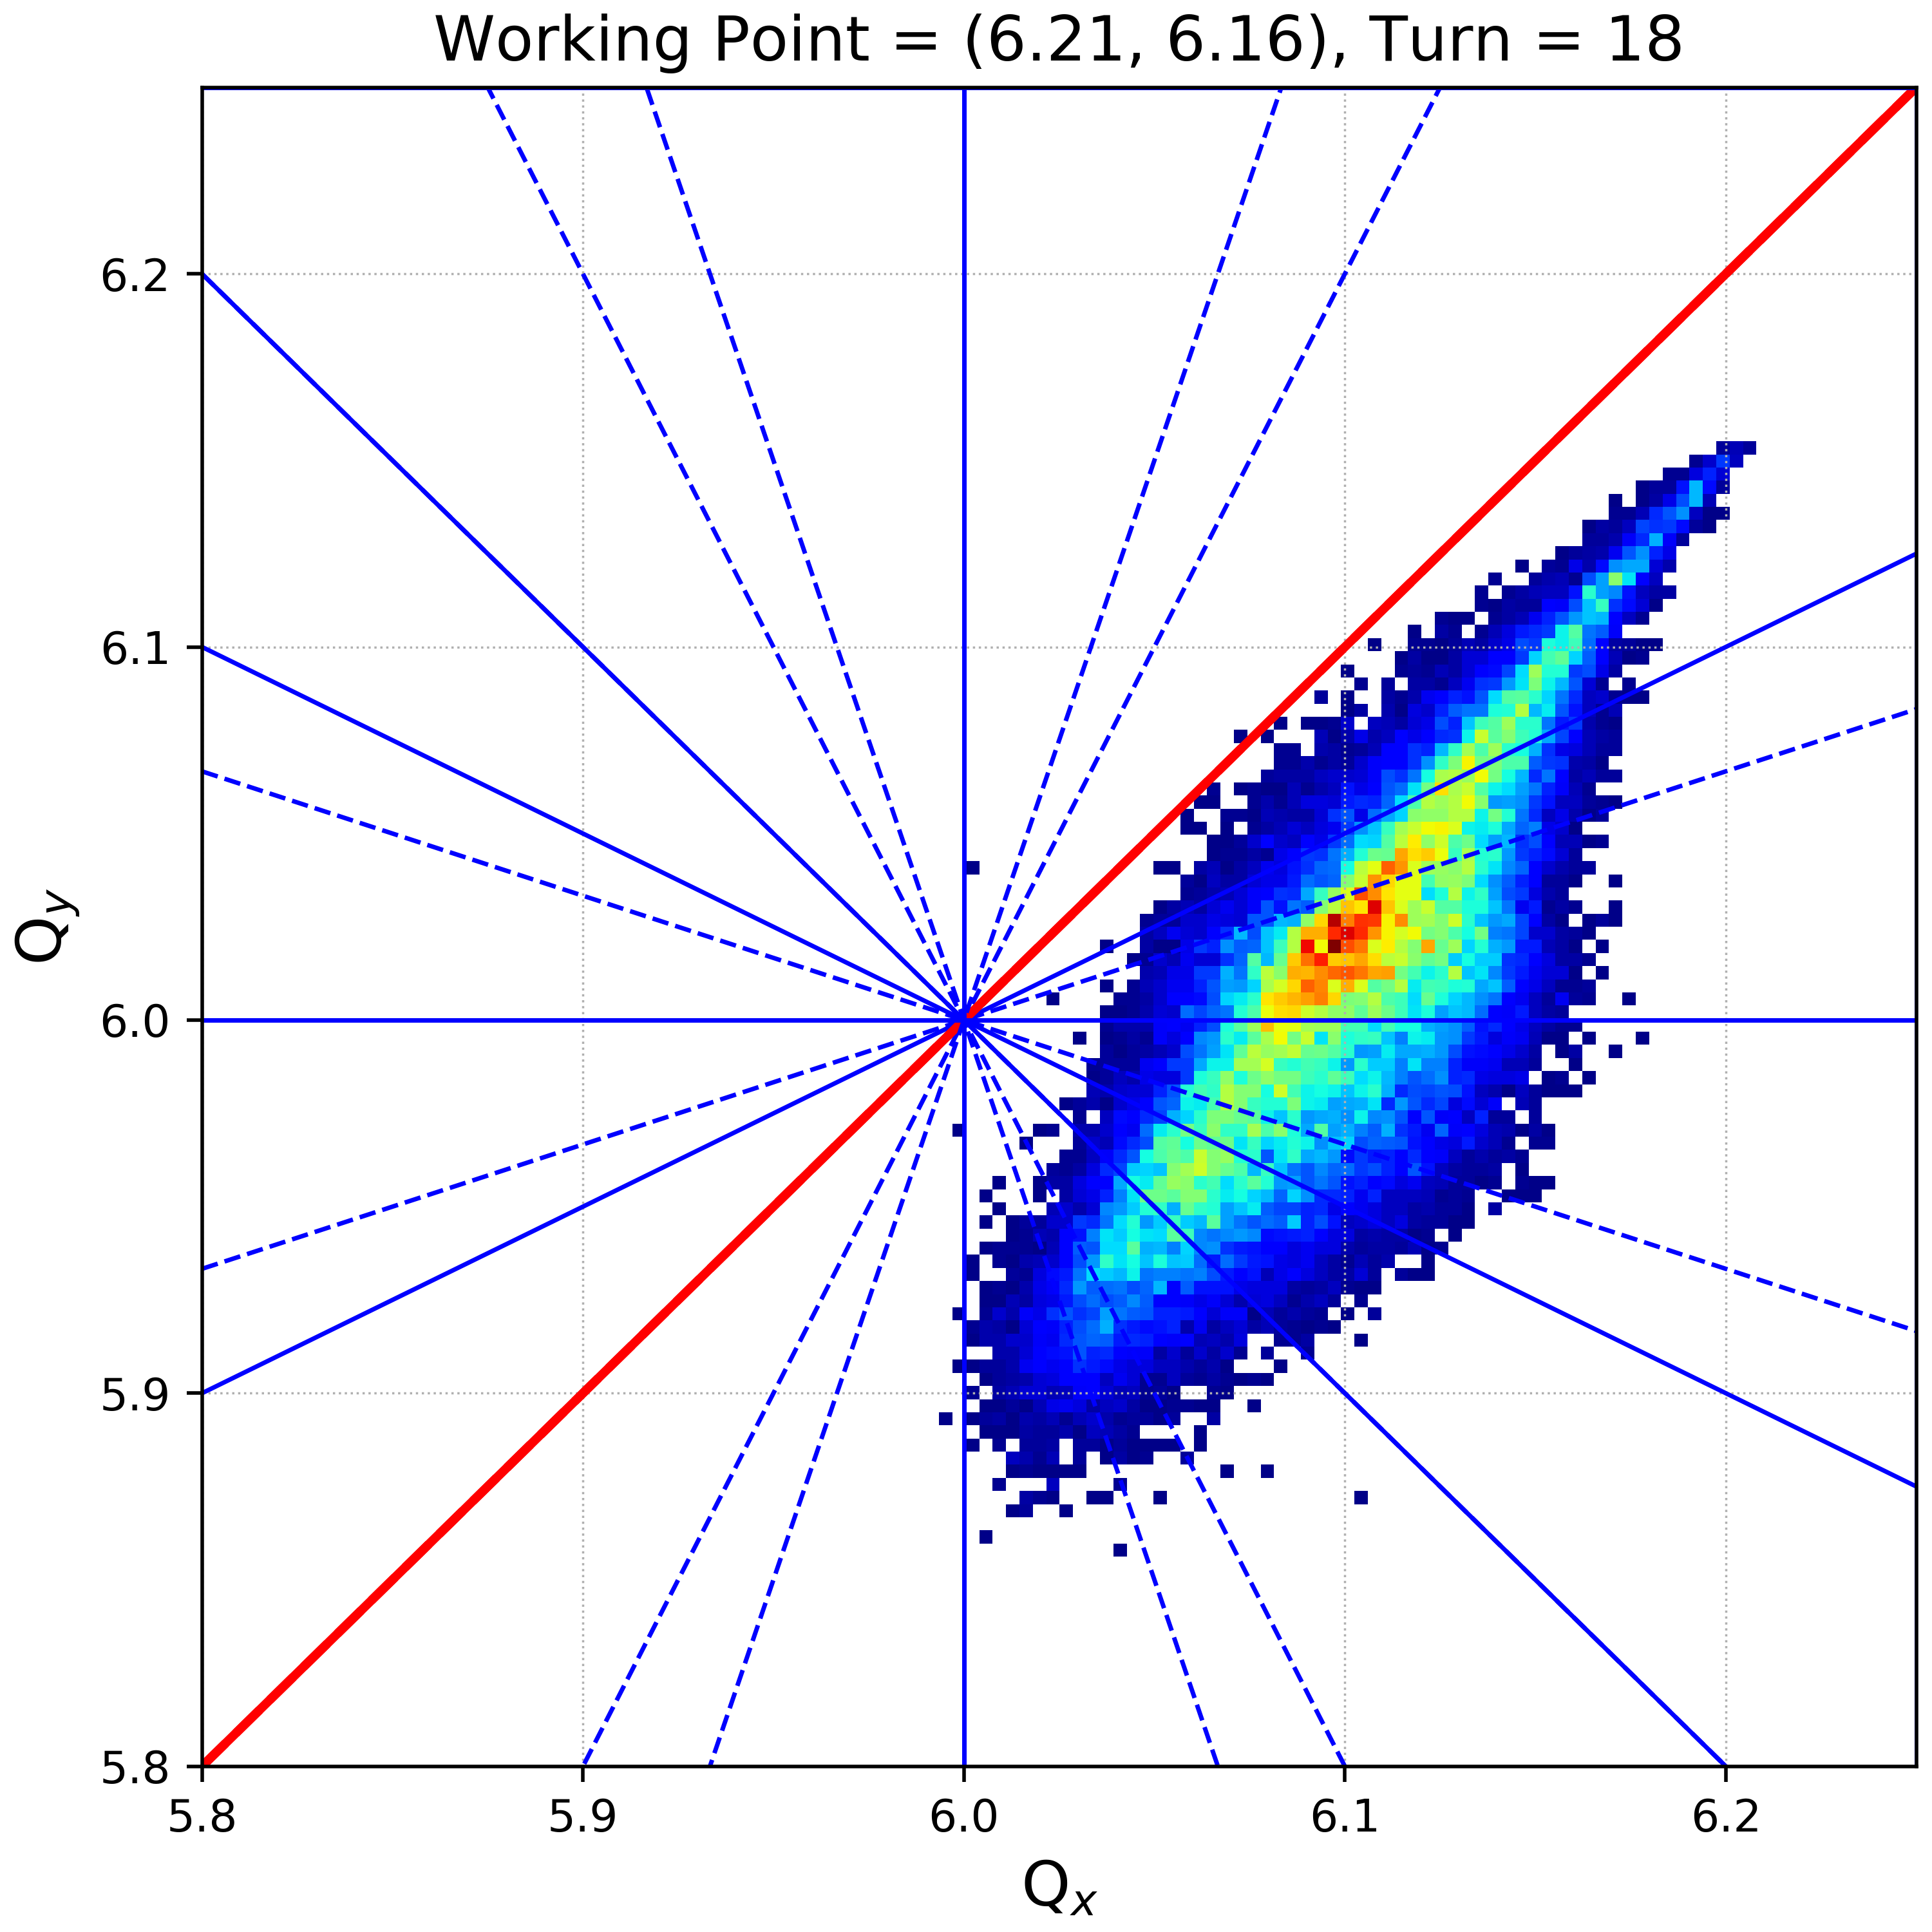 Working Point = (6.21, 6.16), Turn = 18
6.2
6.1
6.0
5.9
5.8
Qy
5.8 5.9 6.0 6.1 6.2
Qx